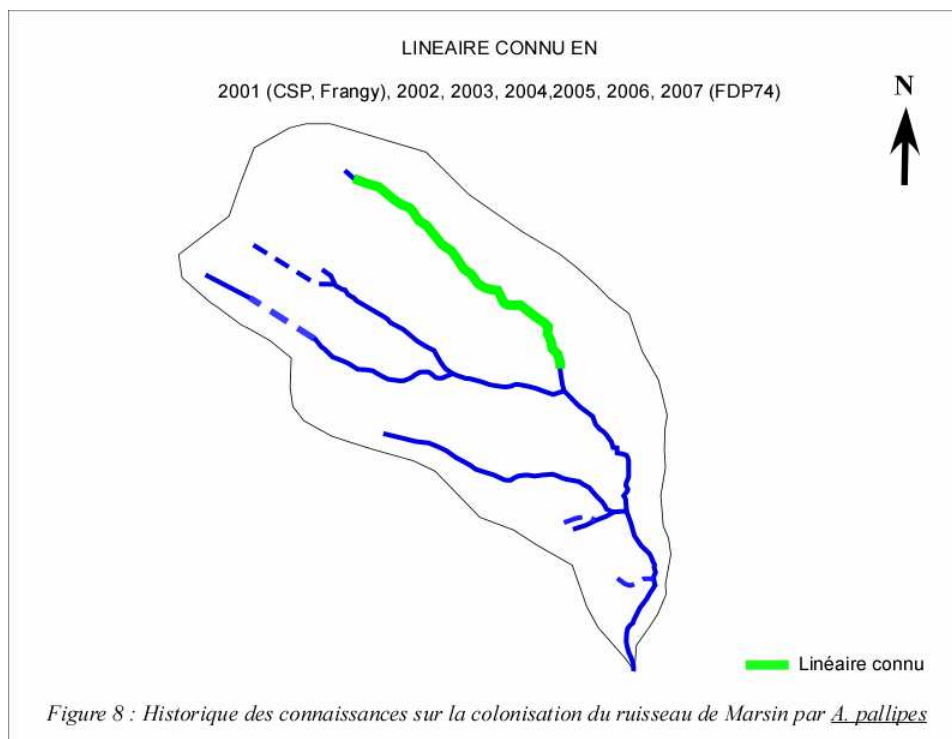 LINEAIRE CONNU EN
2001 (CSP, Frangy), 2002, 2003, 2004,2005, 2006, 2007 (FDP74)
N
Linéaire connu
Figure 8 : Historique des connaissances sur la colonisation du ruisseau de Marsin par A. pallipes